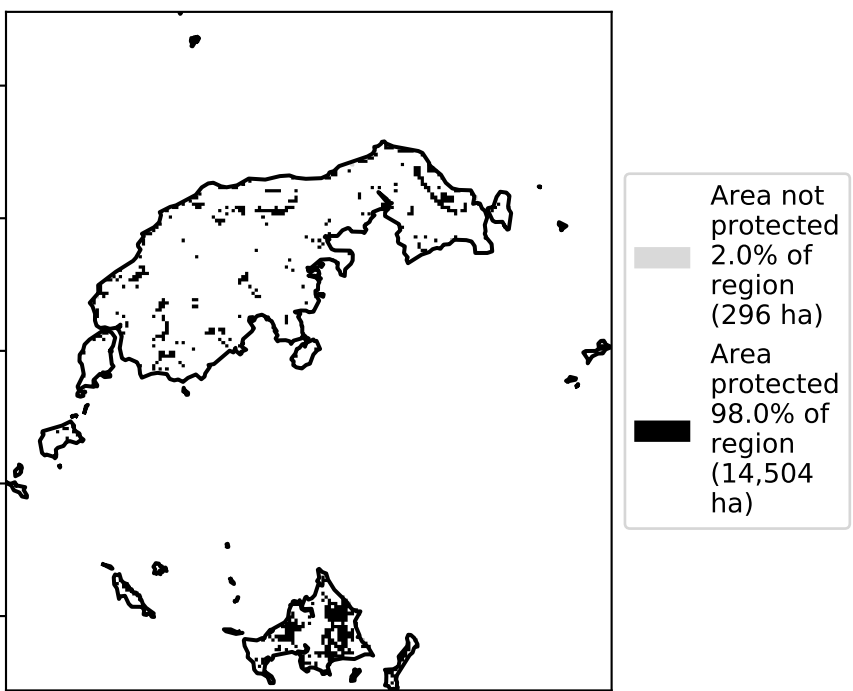 Area not
protected
2.0% of
region
(296 ha)
Area
protected
98.0% of
region
(14,504
ha)